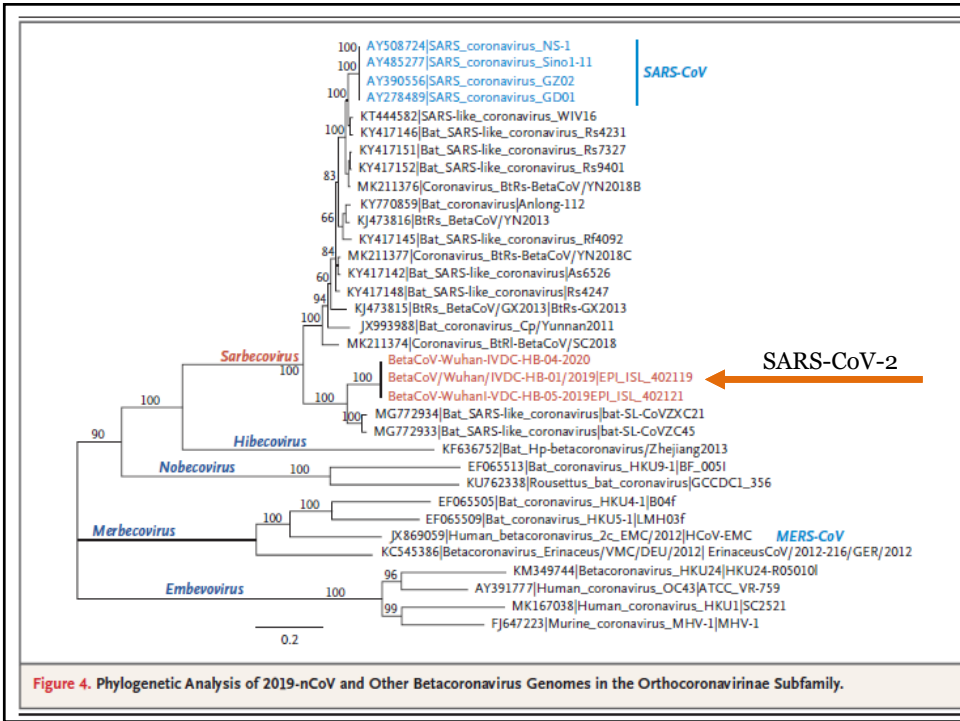 100
AY508724|SARS_coronavirus_NS-1
100
AY485277|SARS_coronavirus_Sino1-11
SARS-CoV
AY390556|SARS_coronavirus_GZ02
100
AY278489|SARS_coronavirus_GD01
KT444582|SARS-like_coronavirus_WIV16
100
KY417146|Bat_SARS-like_coronavirus_Rs4231
KY417151|Bat_SARS-like_coronavirus_Rs7327
KY417152|Bat_SARS-like_coronavirus_Rs9401
83
MK211376|Coronavirus_BtRs-BetaCoV/YN2018B
KY770859|Bat_coronavirus|Anlong-112
66
KJ473816|BtRs_BetaCoV/YN2013
KY417145|Bat_SARS-like_coronavirus_Rf4092
84
MK211377|Coronavirus_BtRs-BetaCoV/YN2018C
KY417142|Bat_SARS-like_coronavirus|As6526
60
KY417148|Bat_SARS-like_coronavirus|Rs4247
94
KJ473815|BtRs_BetaCoV/GX2013|BtRs-GX2013
100
JX993988|Bat_coronavirus_Cp/Yunnan2011
MK211374|Coronavirus_BtRl-BetaCoV/SC2018
Sarbecovirus
100
BetaCoV-Wuhan-IVDC-HB-04-2020
SARS-CoV-2
100
BetaCoV/Wuhan/IVDC-HB-01/2019|EPI_ISL_402119
BetaCoV-WuhanI-VDC-HB-05-2019EPI_ISL_402121
100
100
MG772934|Bat_SARS-like_coronavirus|bat-SL-CoVZXC21
100
MG772933|Bat_SARS-like_coronavirus|bat-SL-CoVZC45
90
Hibecovirus
KF636752|Bat_Hp-betacoronavirus/Zhejiang2013
Nobecovirus
100
EF065513|Bat_coronavirus_HKU9-1|BF_005I
KU762338|Rousettus_bat_coronavirus|GCCDC1_356
EF065505|Bat_coronavirus_HKU4-1|B04f
100
EF065509|Bat_coronavirus_HKU5-1|LMH03f
Merbecovirus
100
JX869059|Human_betacoronavirus_2c_EMC/2012|HCoV-EMC
MERS-CoV
KC545386|Betacoronavirus_Erinaceus/VMC/DEU/2012| ErinaceusCoV/2012-216/GER/2012
KM349744|Betacoronavirus_HKU24|HKU24-R05010I
96
Embevovirus
100
AY391777|Human_coronavirus_OC43|ATCC_VR-759
MK167038|Human_coronavirus_HKU1|SC2521
99
FJ647223|Murine_coronavirus_MHV-1|MHV-1
0.2
Figure 4. Phylogenetic Analysis of 2019-nCoV and Other Betacoronavirus Genomes in the Orthocoronavirinae Subfamily.